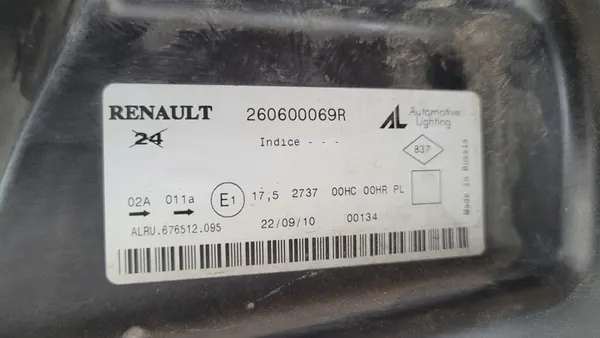 RENAULT 260600069R AL Automotive Lighting
24 Indice - - -
837
Made in Russia
02A 011a E1 17,5 2737 00HC 00HR PL
ALRU.676512.095 22/09/10 00134